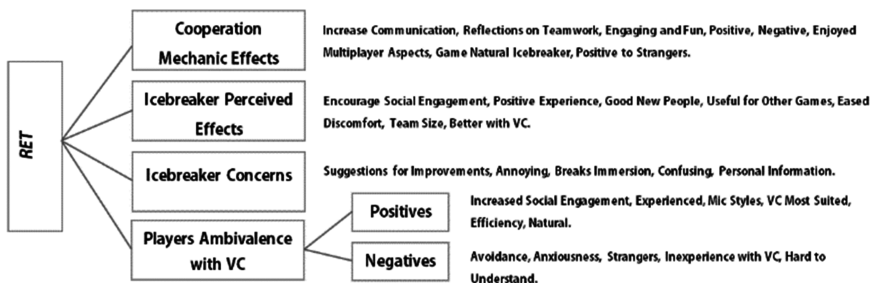 RET
Cooperation
Mechanic Effects
Increase Communication, Reflections on Teamwork, Engaging and Fun, Positive, Negative, Enjoyed
Multiplayer Aspects, Game Natural Icebreaker, Positive to Strangers.
Icebreaker Perceived
Effects
Encourage Social Engagement, Positive Experience, Good New People, Useful for Other Games, Eased
Discomfort, Team Size, Better with VC.
Icebreaker Concerns
Suggestions for Improvements, Annoying, Breaks Immersion, Confusing, Personal Information.
Players Ambivalence
with VC
Positives
Increased Social Engagement, Experienced, Mic Styles, VC Most Suited,
Efficiency, Natural.
Negatives
Avoidance, Anxiousness, Strangers, Inexperience with VC, Hard to
Understand.